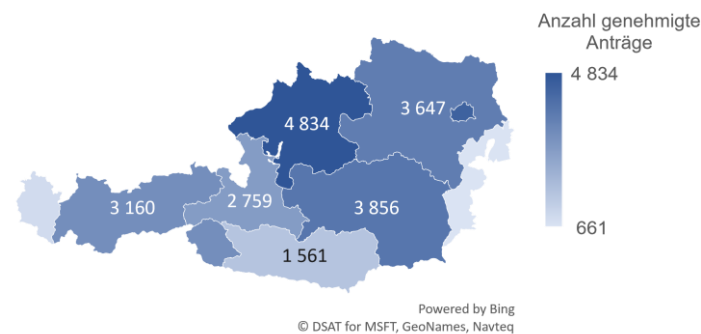 Anzahl genehmigte
Anträge
4 834
4 834
3 647
3 160
2 759
3 856
1 561
661
Powered by Bing
© DSAT for MSFT, GeoNames, Navteq